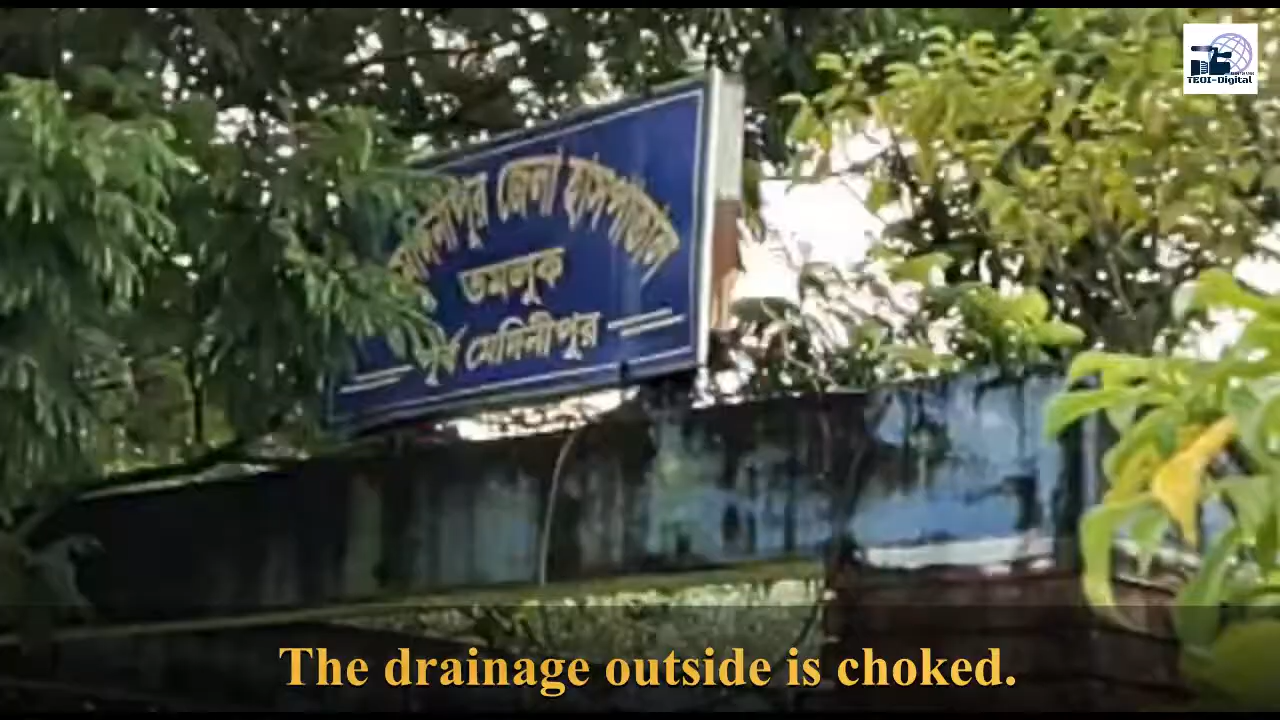 TEOI-Digital
জেলা হাসপাতাল
তমলুক
পূর্ব মেদিনীপুর
The drainage outside is choked.